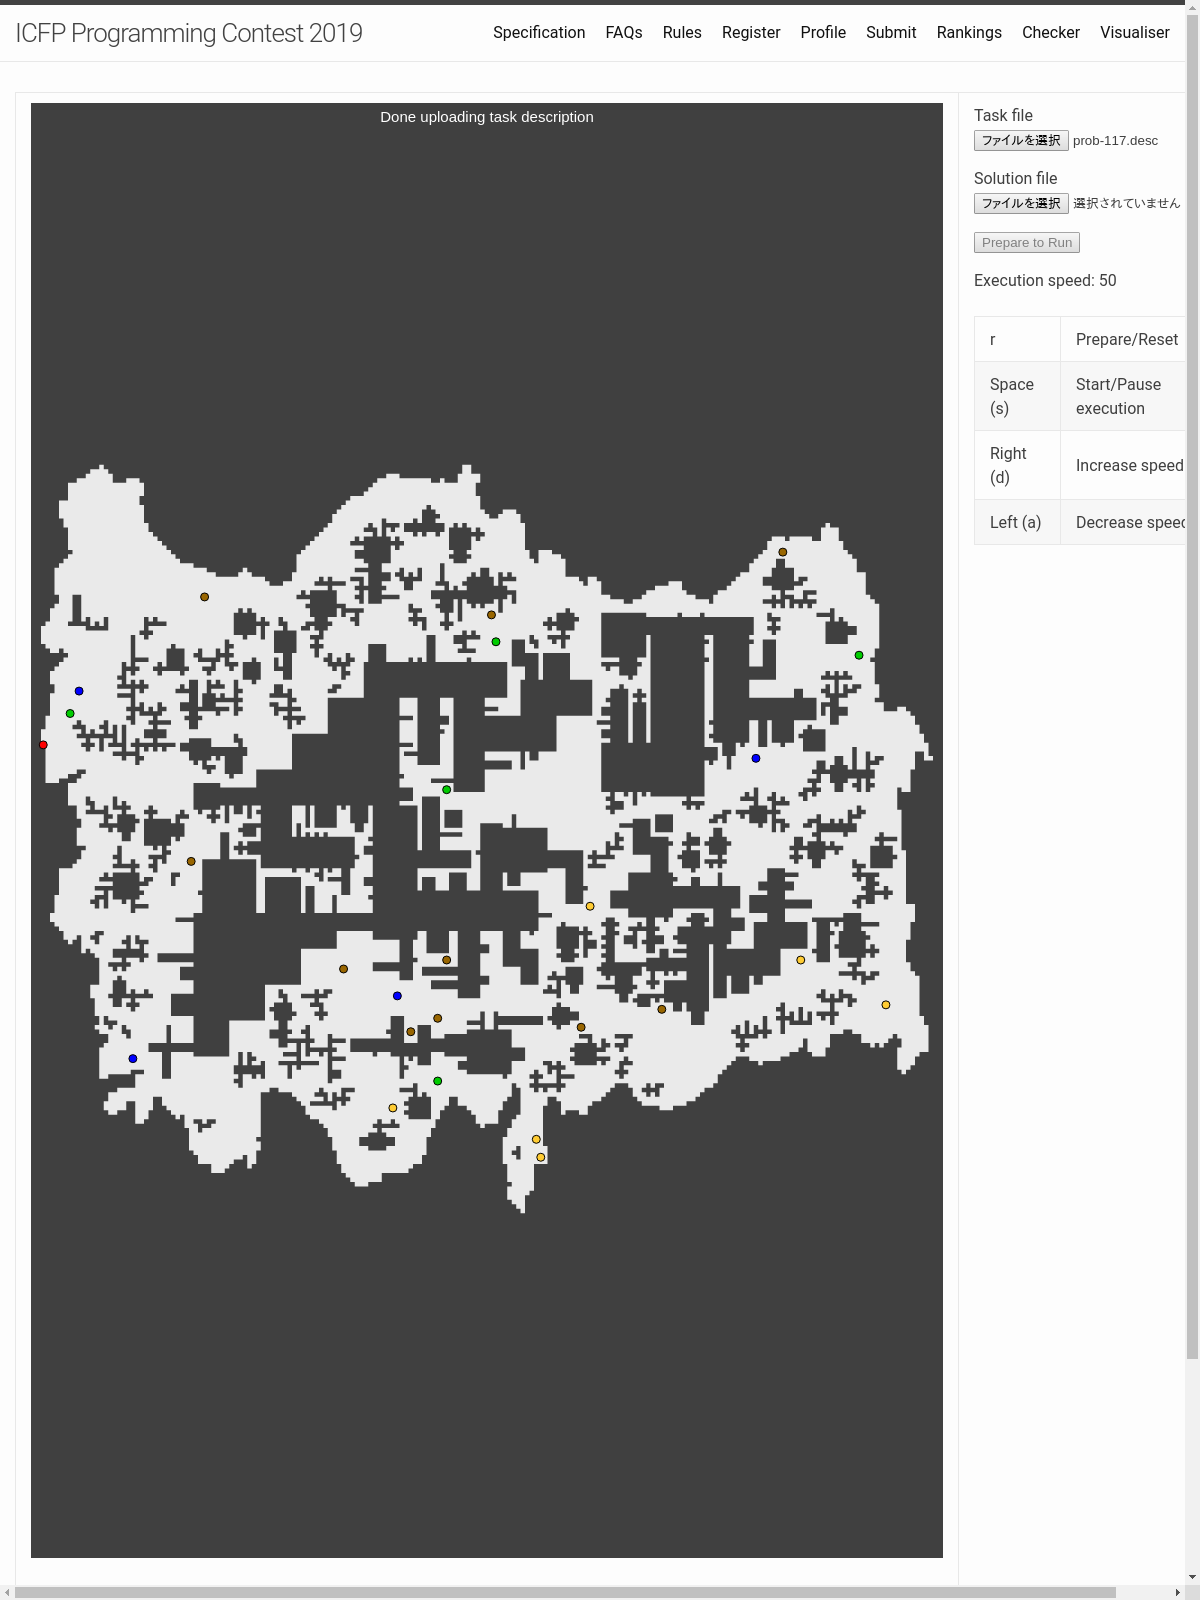 ICFP Programming Contest 2019
Specification FAQs Rules Register Profile Submit Rankings Checker Visualiser
Done uploading task description
Task file
ファイルを選択 prob-117.desc
Solution file
ファイルを選択 選択されていません
Prepare to Run
Execution speed: 50
r Prepare/Reset
Space (s) Start/Pause execution
Right (d) Increase speed
Left (a) Decrease speed